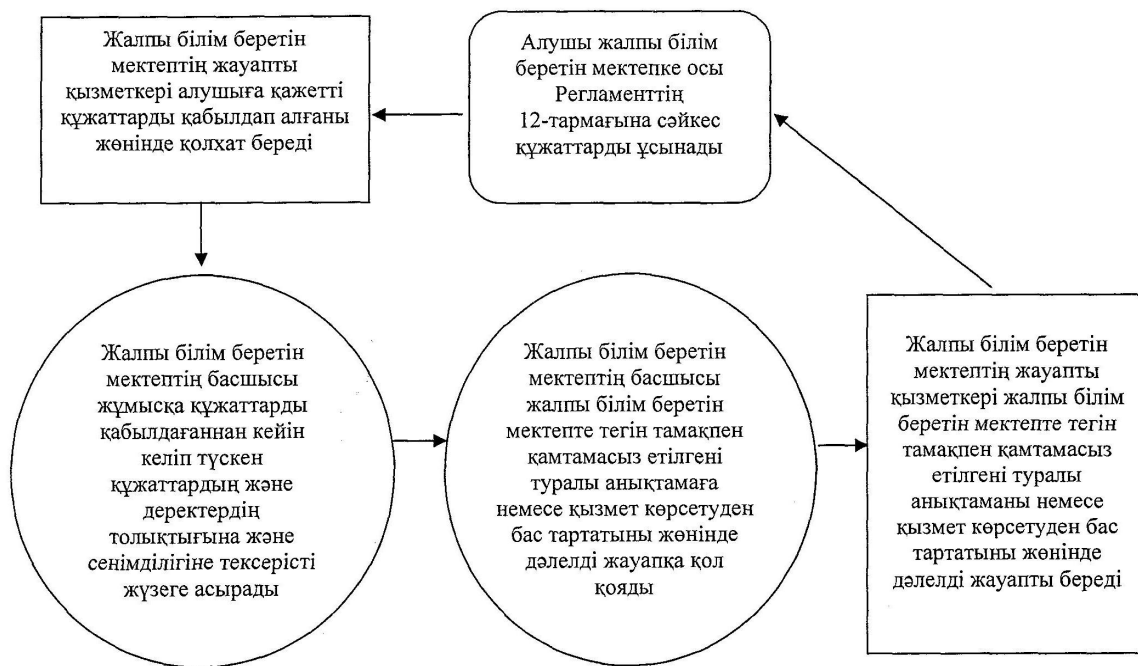 Жалпы білім беретін
мектептің жауапты
қызметкері алушыға қажетті
құжаттарды қабылдап алғаны
жөнінде қолхат береді
Алушы жалпы білім
беретін мектепке осы
Регламенттің
12-тармағына сәйкес
құжаттарды ұсынады
Жалпы білім беретін
мектептің басшысы
жұмысқа құжаттарды
қабылдағаннан кейін
келіп түскен
құжаттардың және
деректердің
толықтығына және
сенімділігіне тексерісті
жүзеге асырады
Жалпы білім беретін
мектептің басшысы
жалпы білім беретін
мектепте тегін тамақпен
қамтамасыз етілгені
туралы анықтамаға
немесе қызмет көрсетуден
бас тартатыны жөнінде
дәлелді жауапқа қол
қояды
Жалпы білім беретін
мектептің жауапты
қызметкері жалпы білім
беретін мектепте тегін
тамақпен қамтамасыз
етілгені туралы
анықтаманы немесе
қызмет көрсетуден бас
тартатыны жөнінде
дәлелді жауапты береді